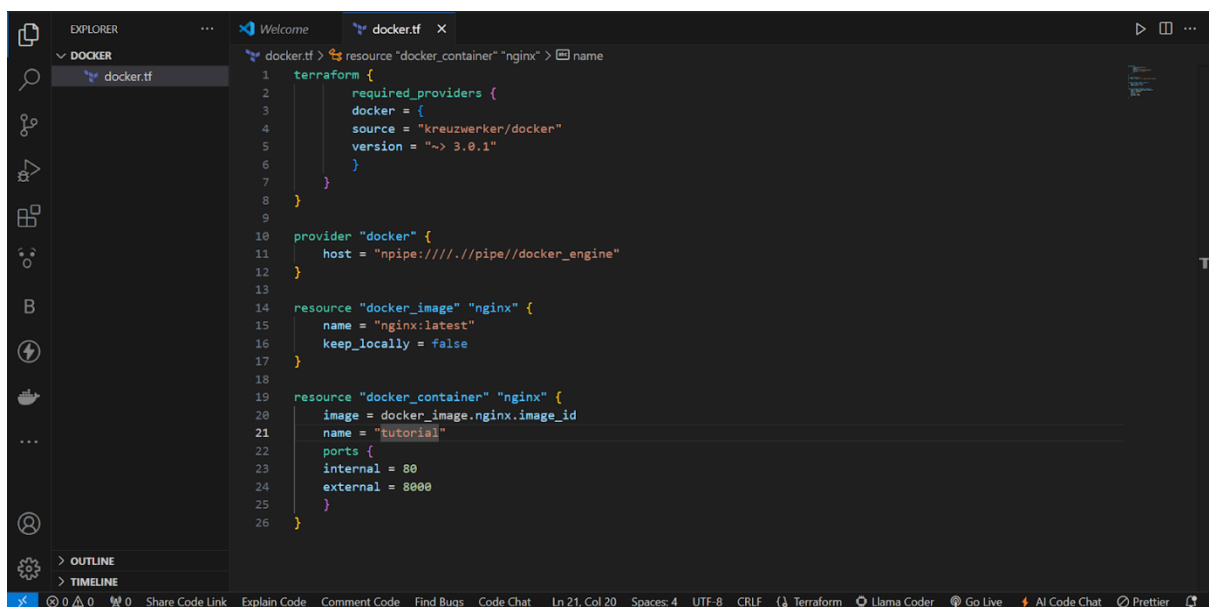 EXPLORER ···
Welcome
docker.tf ×
DOCKER
docker.tf
docker.tf > resource "docker_container" "nginx" > name
1 terraform {
2 required_providers {
3 docker = {
4 source = "kreuzwerker/docker"
5 version = "~> 3.0.1"
6 }
7 }
8 }
9
10 provider "docker" {
11 host = "npipe:////.//pipe//docker_engine"
12 }
13
14 resource "docker_image" "nginx" {
15 name = "nginx:latest"
16 keep_locally = false
17 }
18
19 resource "docker_container" "nginx" {
20 image = docker_image.nginx.image_id
21 name = "tutorial"
22 ports {
23 internal = 80
24 external = 8000
25 }
26 }
B
T
OUTLINE
TIMELINE
0 0 0 Share Code Link Explain Code Comment Code Find Bugs Code Chat Ln 21, Col 20 Spaces: 4 UTF-8 CRLF Terraform Llama Coder Go Live AI Code Chat Prettier